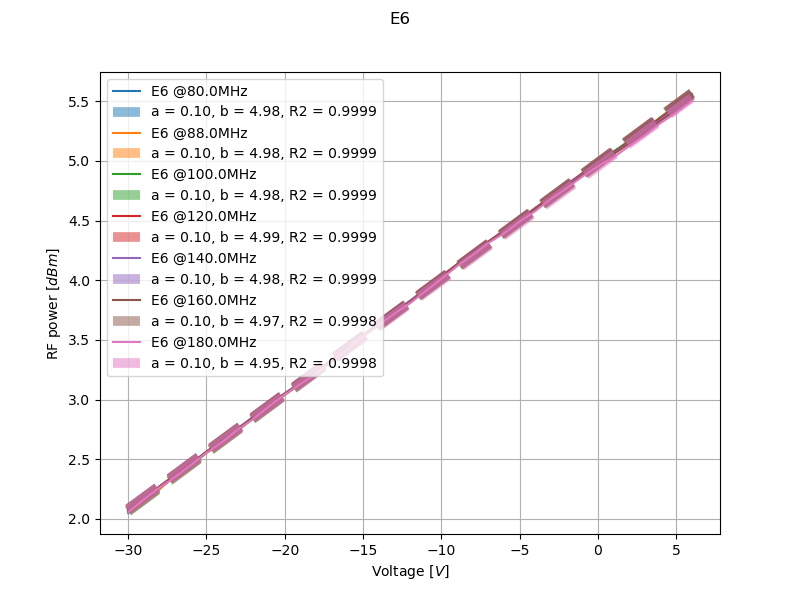 E6
E6 @80.0MHz
a = 0.10, b = 4.98, R2 = 0.9999
E6 @88.0MHz
a = 0.10, b = 4.98, R2 = 0.9999
E6 @100.0MHz
a = 0.10, b = 4.98, R2 = 0.9999
E6 @120.0MHz
a = 0.10, b = 4.99, R2 = 0.9999
E6 @140.0MHz
a = 0.10, b = 4.98, R2 = 0.9999
E6 @160.0MHz
a = 0.10, b = 4.97, R2 = 0.9998
E6 @180.0MHz
a = 0.10, b = 4.95, R2 = 0.9998
RF power [dBm]
5.5
5.0
4.5
4.0
3.5
3.0
2.5
2.0
−30 −25 −20 −15 −10 −5 0 5
Voltage [V]